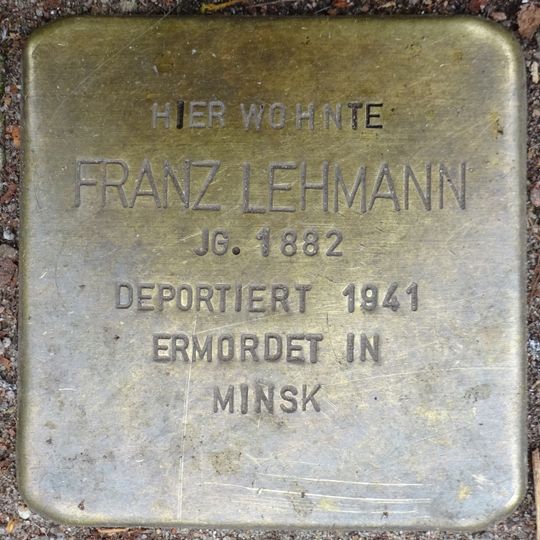 HIER WOHNTE
FRANZ LEHMANN
JG. 1882
DEPORTIERT 1941
ERMORDET IN
MINSK